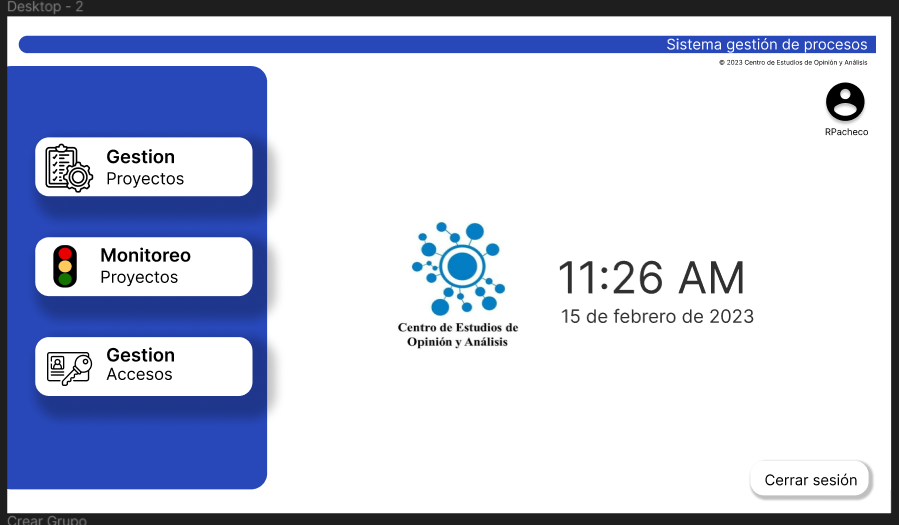 Desktop - 2
Sistema gestión de procesos
© 2023 Centro de Estudios de Opinión y Análisis
RPacheco
Gestion
Proyectos
Monitoreo
Proyectos
Gestion
Accesos
Centro de Estudios de
Opinión y Análisis
11:26 AM
15 de febrero de 2023
Cerrar sesión
Crear Grupo